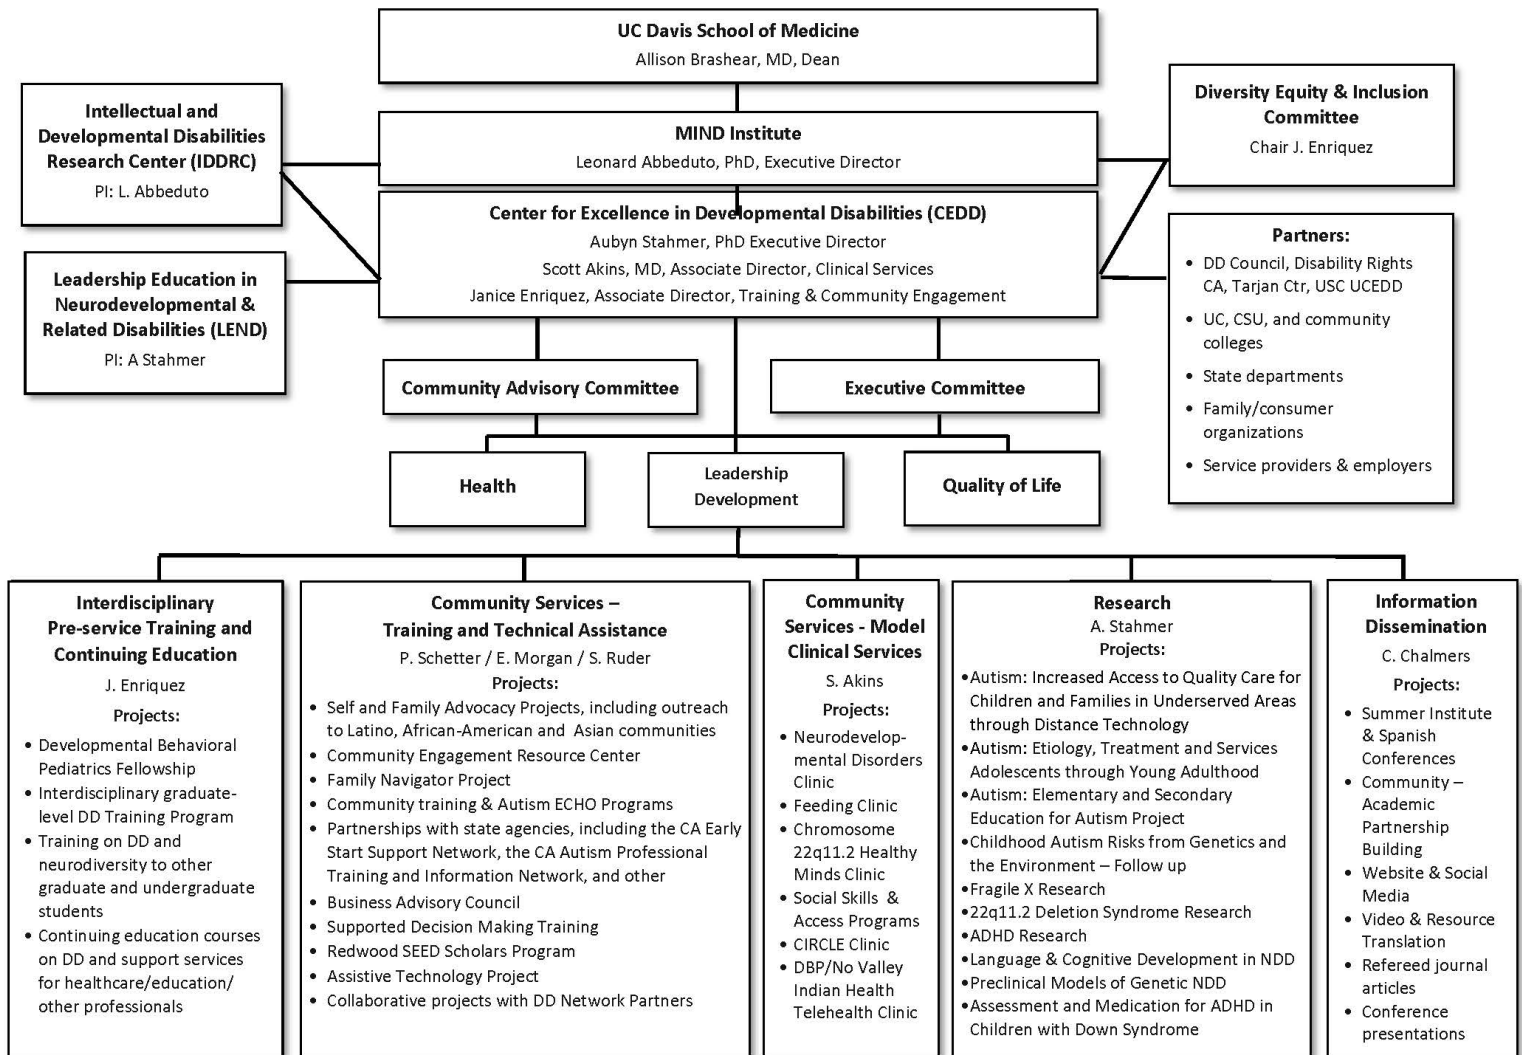 UC Davis School of Medicine
Allison Brashear, MD, Dean
Intellectual and
Developmental Disabilities
Research Center (IDDRC)
PI: L. Abbeduto
MIND Institute
Leonard Abbeduto, PhD, Executive Director
Diversity Equity & Inclusion
Committee
Chair J. Enriquez
Center for Excellence in Developmental Disabilities (CEDD)
Aubyn Stahmer, PhD Executive Director
Scott Akins, MD, Associate Director, Clinical Services
Janice Enriquez, Associate Director, Training & Community Engagement
Leadership Education in
Neurodevelopmental &
Related Disabilities (LEND)
PI: A Stahmer
Partners:
• DD Council, Disability Rights
CA, Tarjan Ctr, USC UCEDD
• UC, CSU, and community
colleges
• State departments
• Family/consumer
organizations
• Service providers & employers
Community Advisory Committee
Executive Committee
Health
Leadership
Development
Quality of Life
Interdisciplinary
Pre-service Training and
Continuing Education
J. Enriquez
Projects:
• Developmental Behavioral
Pediatrics Fellowship
• Interdisciplinary graduate-
level DD Training Program
• Training on DD and
neurodiversity to other
graduate and undergraduate
students
• Continuing education courses
on DD and support services
for healthcare/education/
other professionals
Community Services –
Training and Technical Assistance
P. Schetter / E. Morgan / S. Ruder
Projects:
• Self and Family Advocacy Projects, including outreach
to Latino, African-American and Asian communities
• Community Engagement Resource Center
• Family Navigator Project
• Community training & Autism ECHO Programs
• Partnerships with state agencies, including the CA Early
Start Support Network, the CA Autism Professional
Training and Information Network, and other
• Business Advisory Council
• Supported Decision Making Training
• Redwood SEED Scholars Program
• Assistive Technology Project
• Collaborative projects with DD Network Partners
Community
Services - Model
Clinical Services
S. Akins
Projects:
• Neurodevelop-
mental Disorders
Clinic
• Feeding Clinic
• Chromosome
22q11.2 Healthy
Minds Clinic
• Social Skills &
Access Programs
• CIRCLE Clinic
• DBP/No Valley
Indian Health
Telehealth Clinic
Research
A. Stahmer
Projects:
•Autism: Increased Access to Quality Care for
Children and Families in Underserved Areas
through Distance Technology
•Autism: Etiology, Treatment and Services
Adolescents through Young Adulthood
•Autism: Elementary and Secondary
Education for Autism Project
•Childhood Autism Risks from Genetics and
the Environment – Follow up
•Fragile X Research
•22q11.2 Deletion Syndrome Research
•ADHD Research
•Language & Cognitive Development in NDD
•Preclinical Models of Genetic NDD
•Assessment and Medication for ADHD in
Children with Down Syndrome
Information
Dissemination
C. Chalmers
Projects:
• Summer Institute
& Spanish
Conferences
• Community –
Academic
Partnership
Building
• Website & Social
Media
• Video & Resource
Translation
• Refereed journal
articles
• Conference
presentations